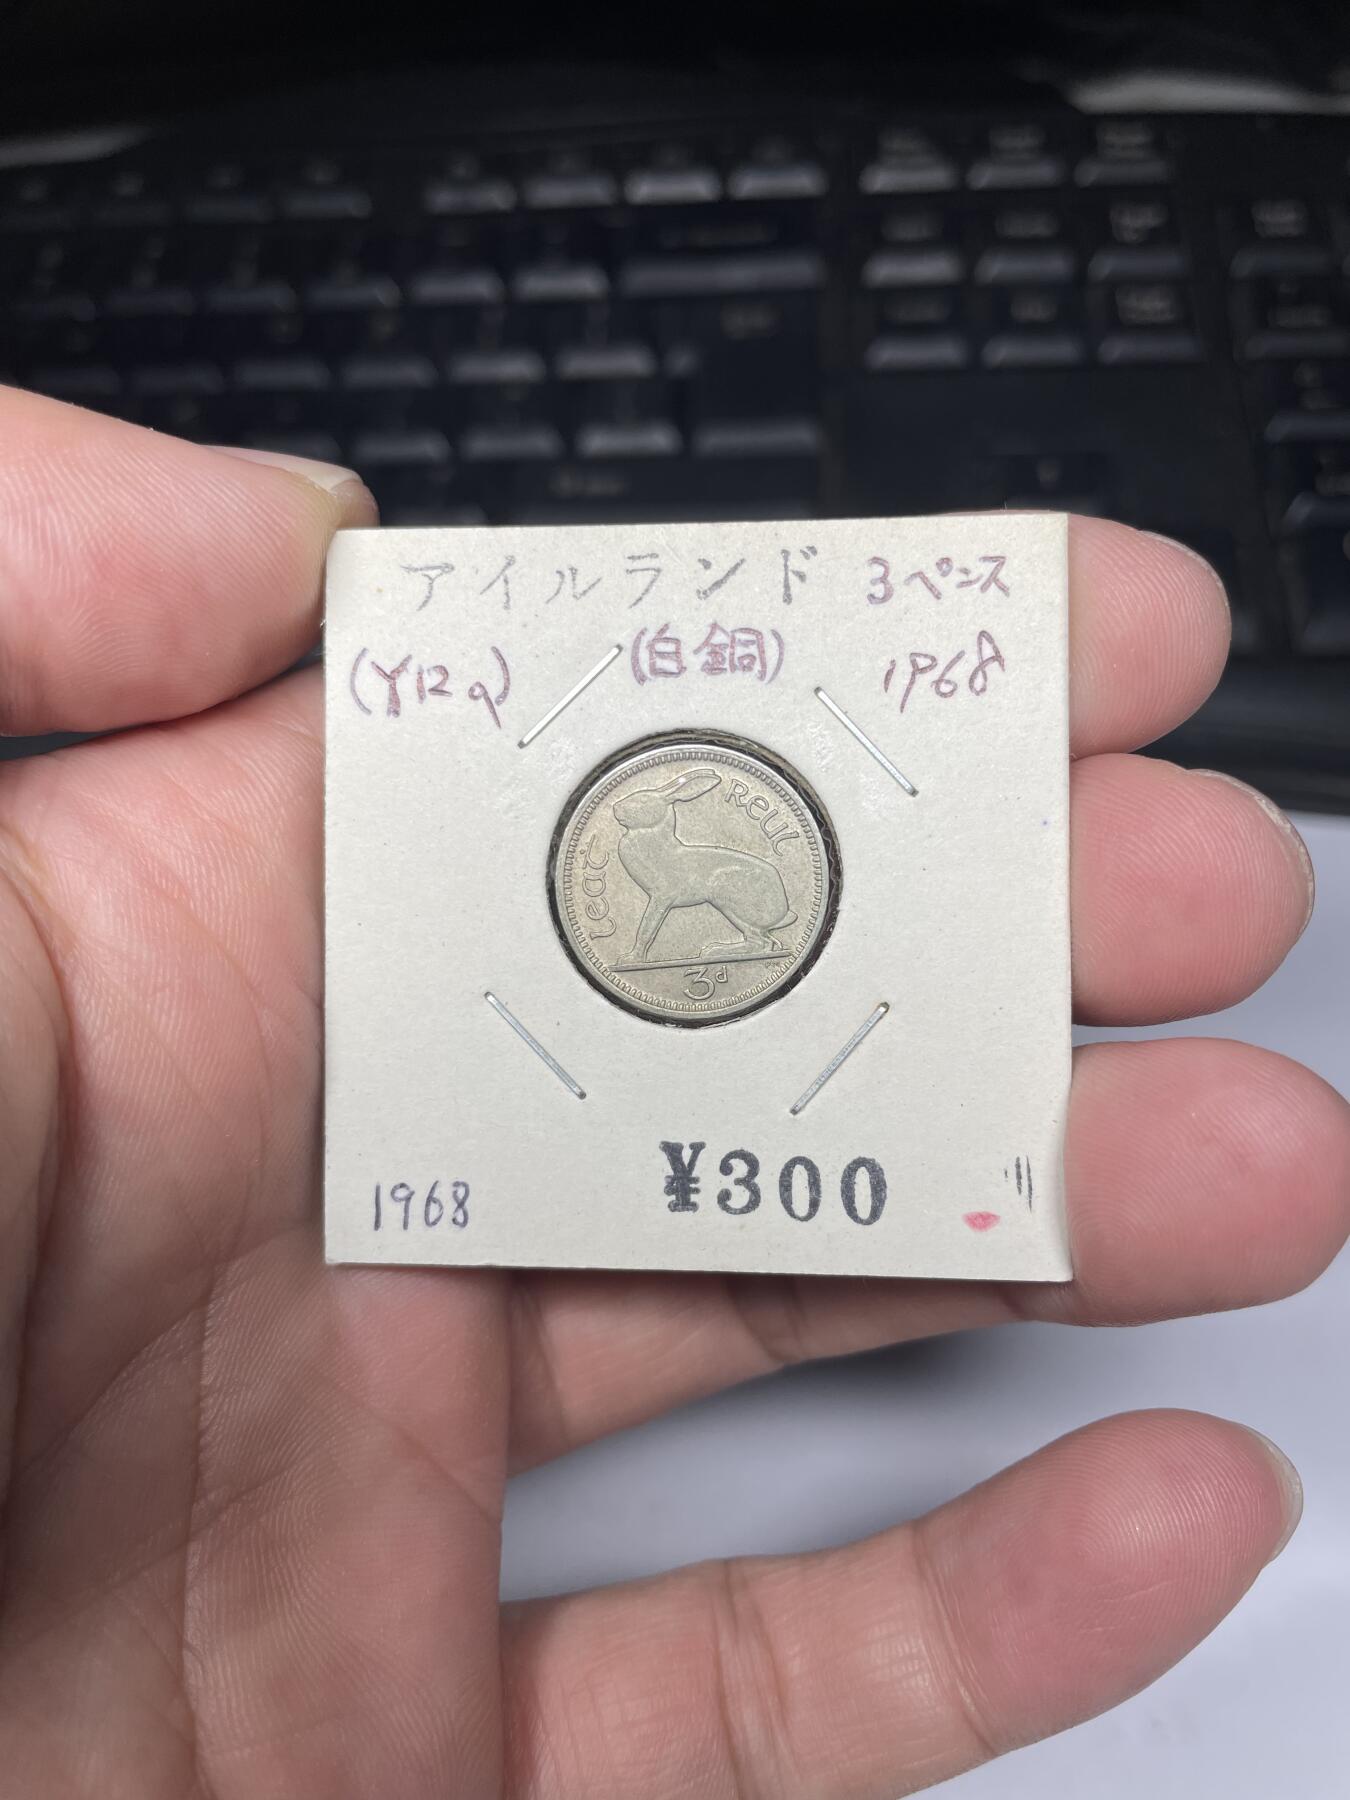 アイルランド 3ペンス
(Y12a) (白銅) 1968
leat reul
3d
1968 ¥300